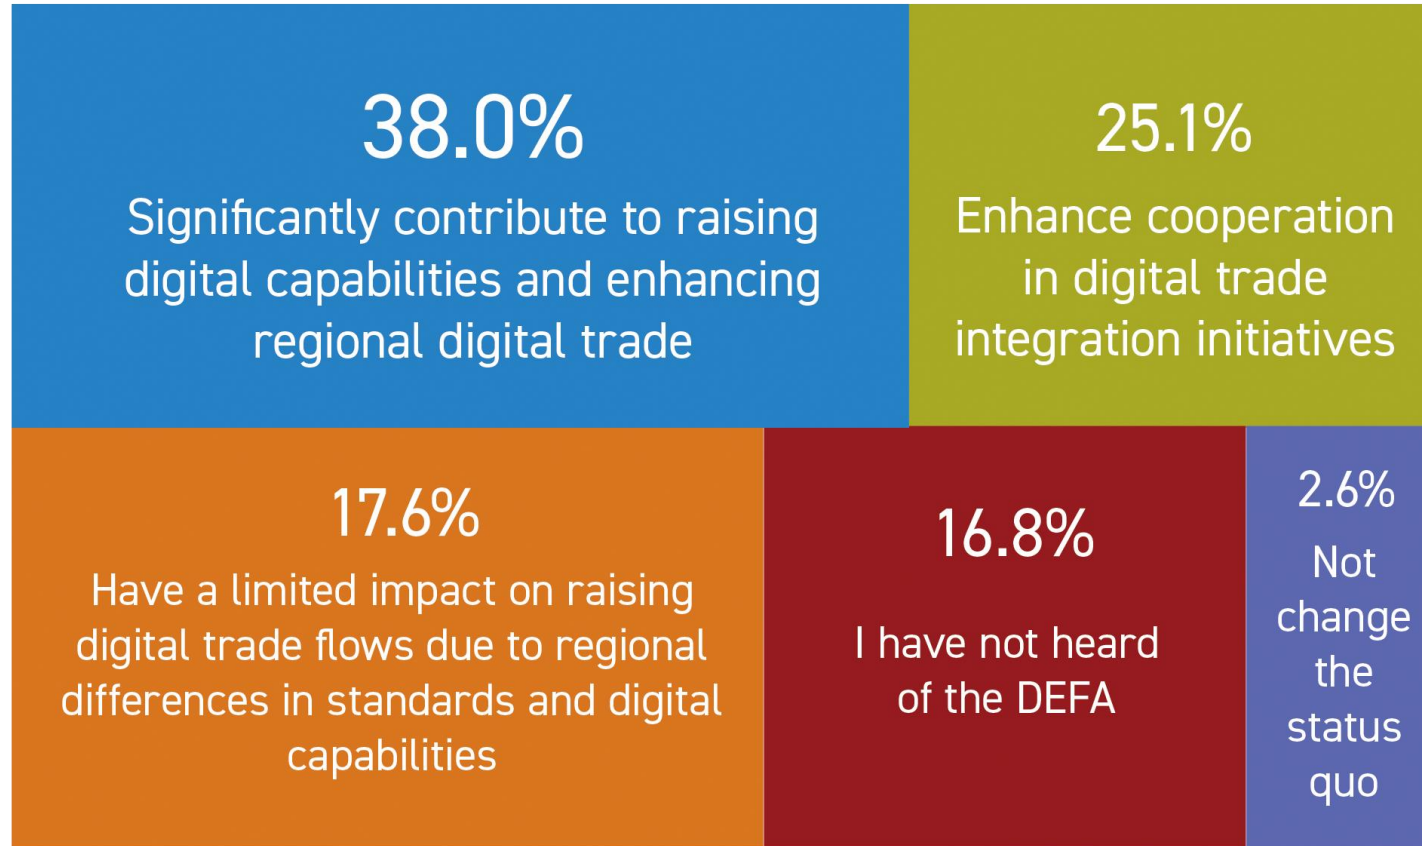 38.0%
Significantly contribute to raising
digital capabilities and enhancing
regional digital trade
25.1%
Enhance cooperation
in digital trade
integration initiatives
17.6%
Have a limited impact on raising
digital trade flows due to regional
differences in standards and digital
capabilities
16.8%
I have not heard
of the DEFA
2.6%
Not
change
the
status
quo